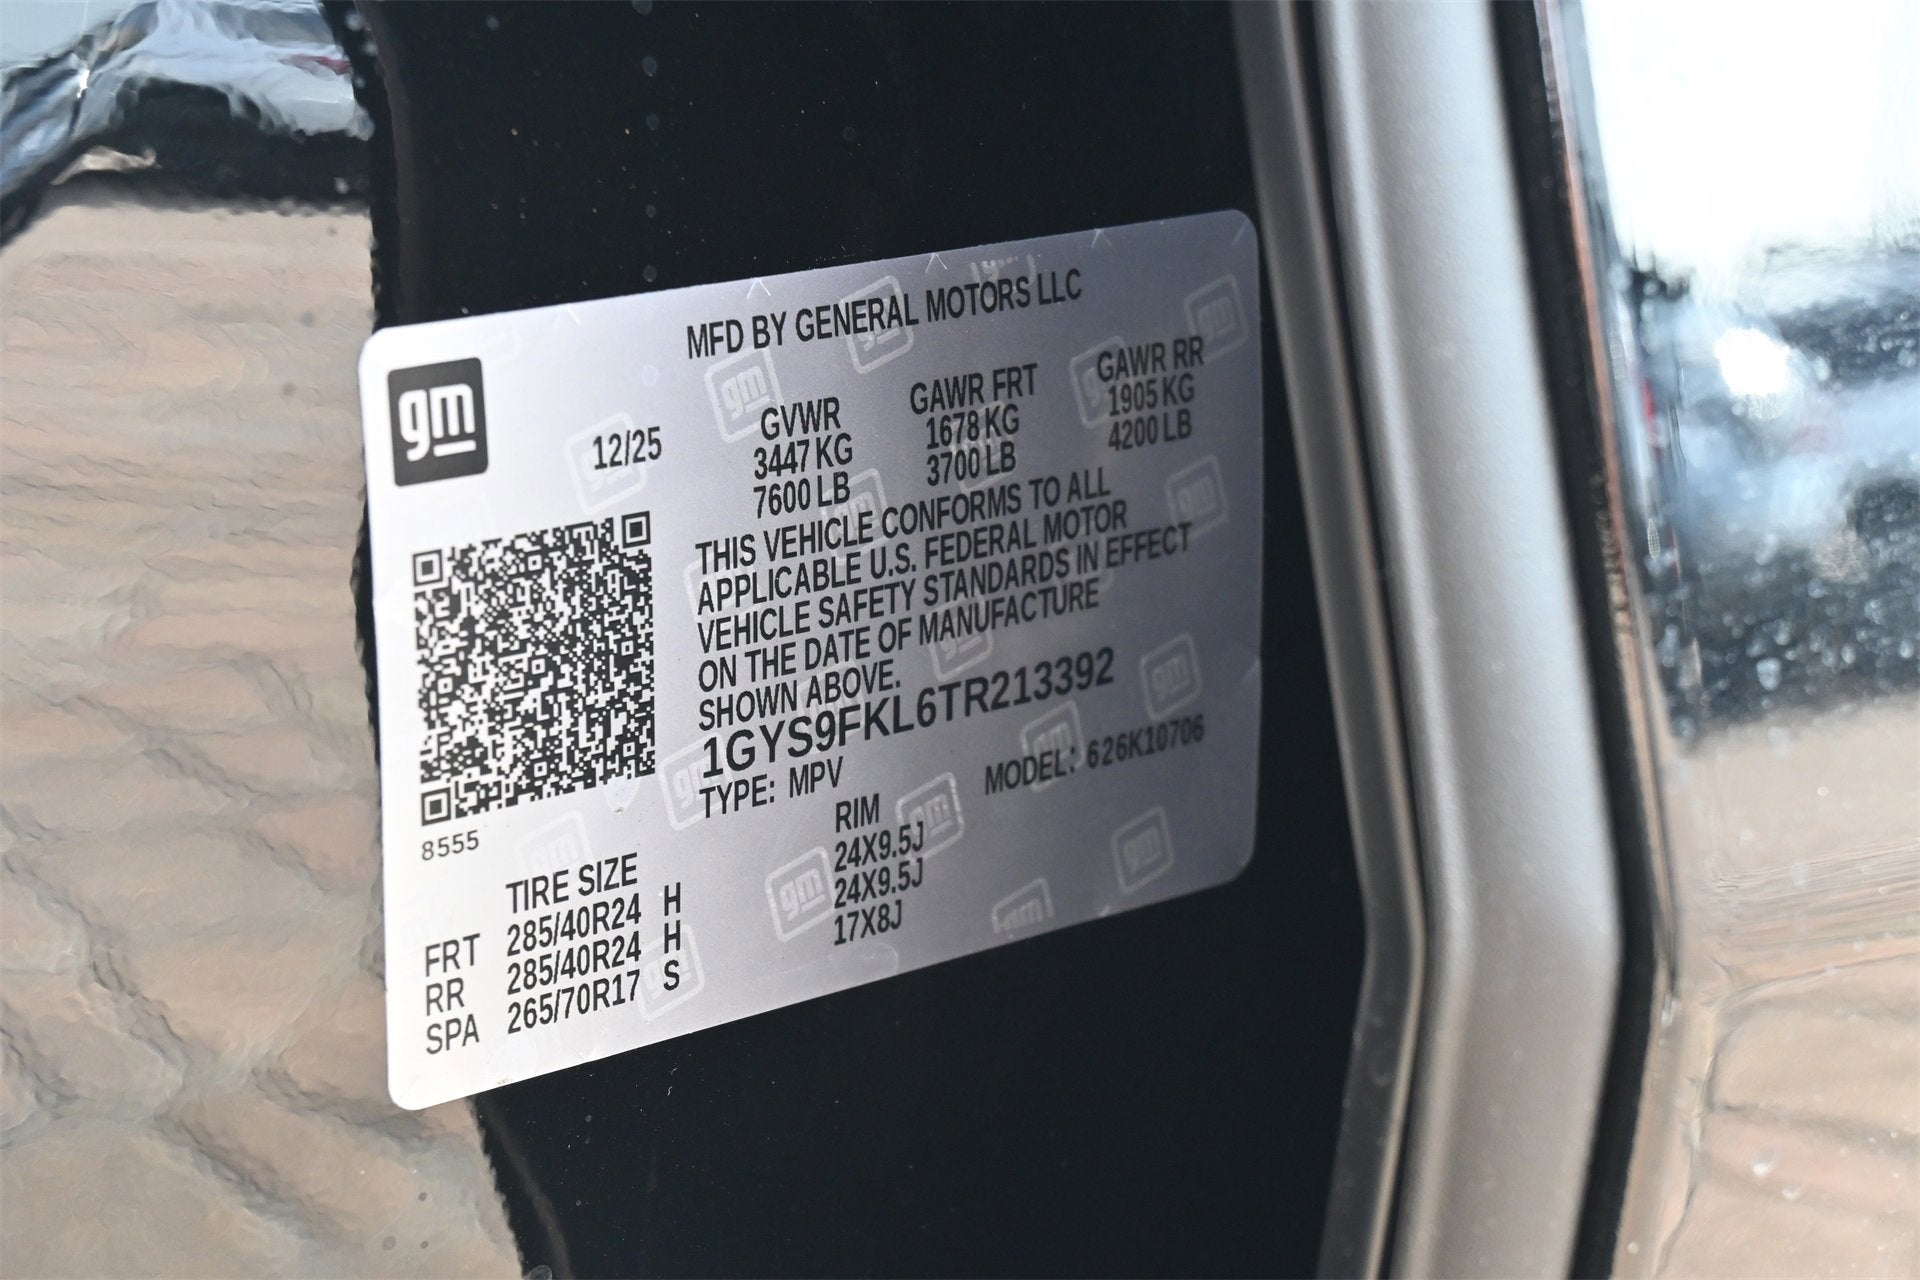 MFD BY GENERAL MOTORS LLC
gm
12/25
GVWR
3447 KG
7600 LB
GAWR FRT
1678 KG
3700 LB
GAWR RR
1905 KG
4200 LB
THIS VEHICLE CONFORMS TO ALL
APPLICABLE U.S. FEDERAL MOTOR
VEHICLE SAFETY STANDARDS IN EFFECT
ON THE DATE OF MANUFACTURE
SHOWN ABOVE.
1GYS9FKL6TR213392
TYPE: MPV
MODEL: 626K10706
8555
TIRE SIZE RIM
FRT 285/40R24 H 24X9.5J
RR 285/40R24 H 24X9.5J
SPA 265/70R17 S 17X8J